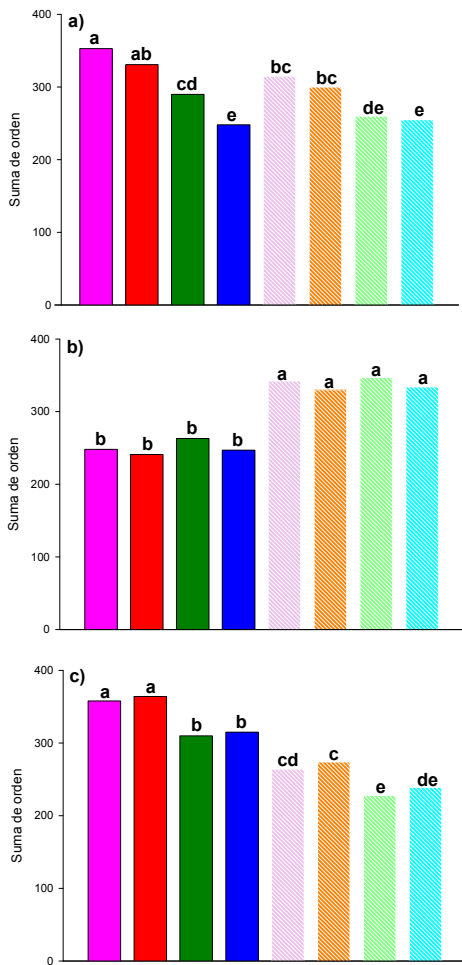 a)
400
300
200
100
0
Suma de orden
a ab cd e bc bc de e
b)
400
300
200
100
0
Suma de orden
b b b b a a a a
c)
400
300
200
100
0
Suma de orden
a a b b cd c e de